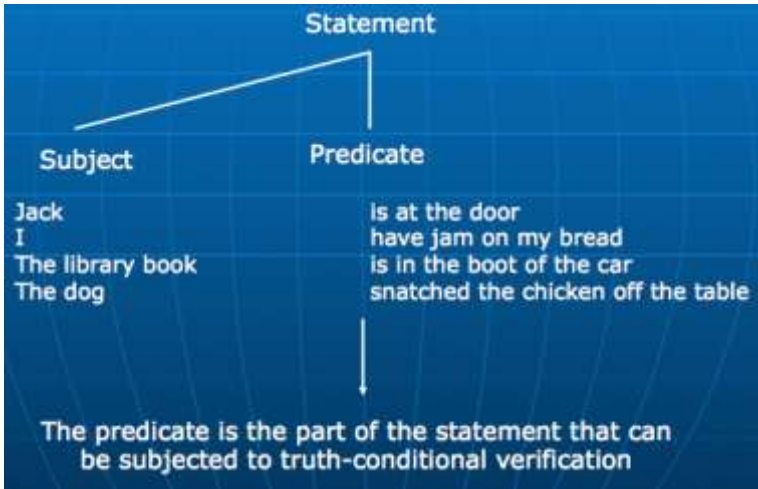 Statement
Subject
Predicate
Jack
is at the door
I
have jam on my bread
The library book
is in the boot of the car
The dog
snatched the chicken off the table
The predicate is the part of the statement that can
be subjected to truth-conditional verification